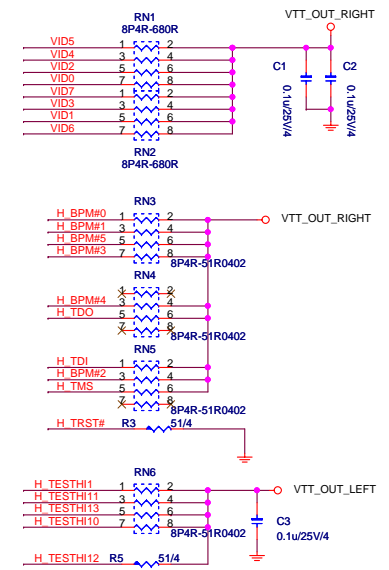 RN1
VTT_OUT_RIGHT
8P4R-680R
VID5 1 2
VID4 3 4
VID2 5 6
VID0 7 8
VID7 1 2
VID3 3 4
VID1 5 6
VID6 7 8
C1
0.1u/25V/4
C2
0.1u/25V/4
RN2
8P4R-680R
RN3
H_BPM#0 1 2
VTT_OUT_RIGHT
H_BPM#1 3 4
H_BPM#5 5 6
H_BPM#3 7 8
8P4R-51R0402
RN4
1 2
H_BPM#4 3 4
H_TDO 5 6
7 8
8P4R-51R0402
RN5
H_TDI 1 2
H_BPM#2 3 4
H_TMS 5 6
7 8
8P4R-51R0402
H_TRST# R3 51/4
RN6
H_TESTHI1 1 2
VTT_OUT_LEFT
H_TESTHI11 3 4
H_TESTHI13 5 6
H_TESTHI10 7 8
8P4R-51R0402
C3
0.1u/25V/4
H_TESTHI12 R5 51/4